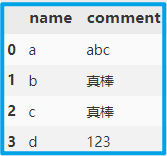 name comment
0 a abc
1 b 真棒
2 c 真棒
3 d 123